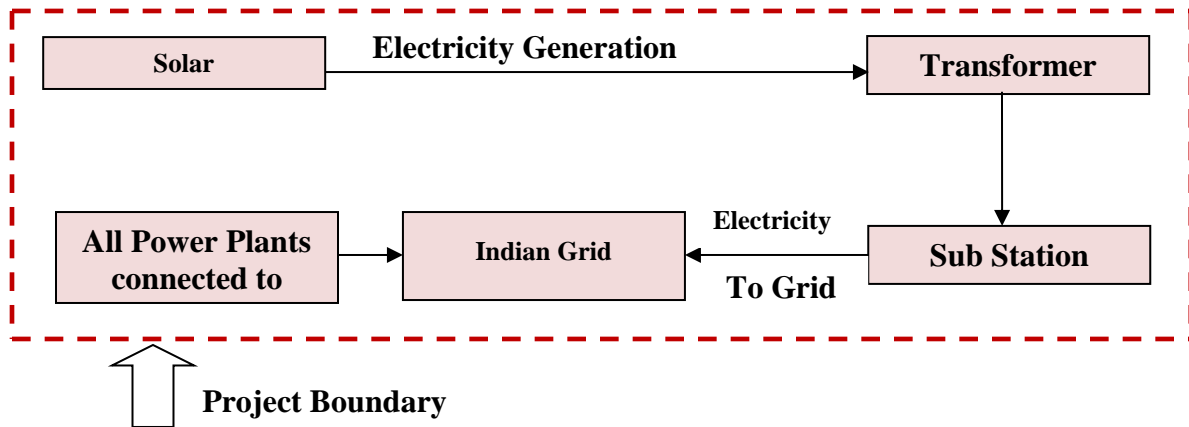 Solar
Electricity Generation
Transformer
All Power Plants
connected to
Indian Grid
Electricity
To Grid
Sub Station
Project Boundary